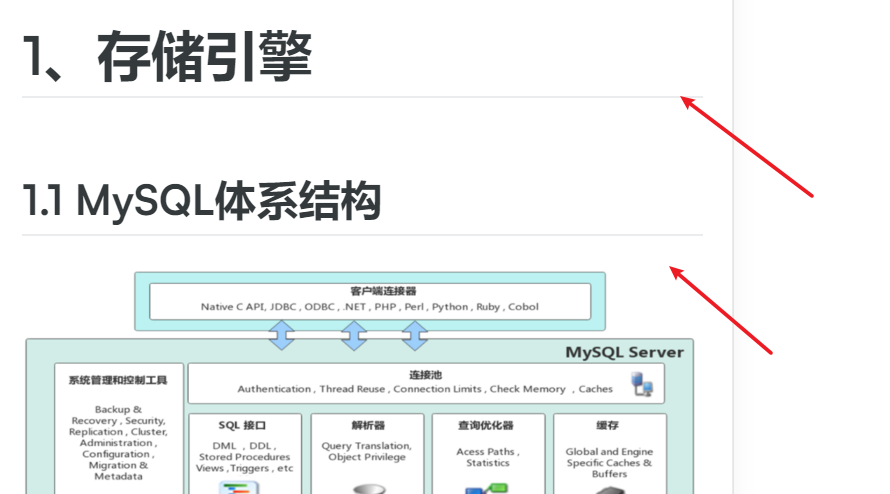 1、存储引擎
1.1 MySQL体系结构
客户端连接器
Native C API, JDBC , ODBC , .NET , PHP , Perl , Python , Ruby , Cobol
MySQL Server
系统管理和控制工具
Backup &
Recovery , Security,
Replication , Cluster,
Administration ,
Configuration ,
Migration &
Metadata
连接池
Authentication , Thread Reuse , Connection Limits , Check Memory , Caches
SQL 接口
DML , DDL ,
Stored Procedures
Views ,Triggers , etc
解析器
Query Translation,
Object Privilege
查询优化器
Acess Paths ,
Statistics
缓存
Global and Engine
Specific Caches &
Buffers